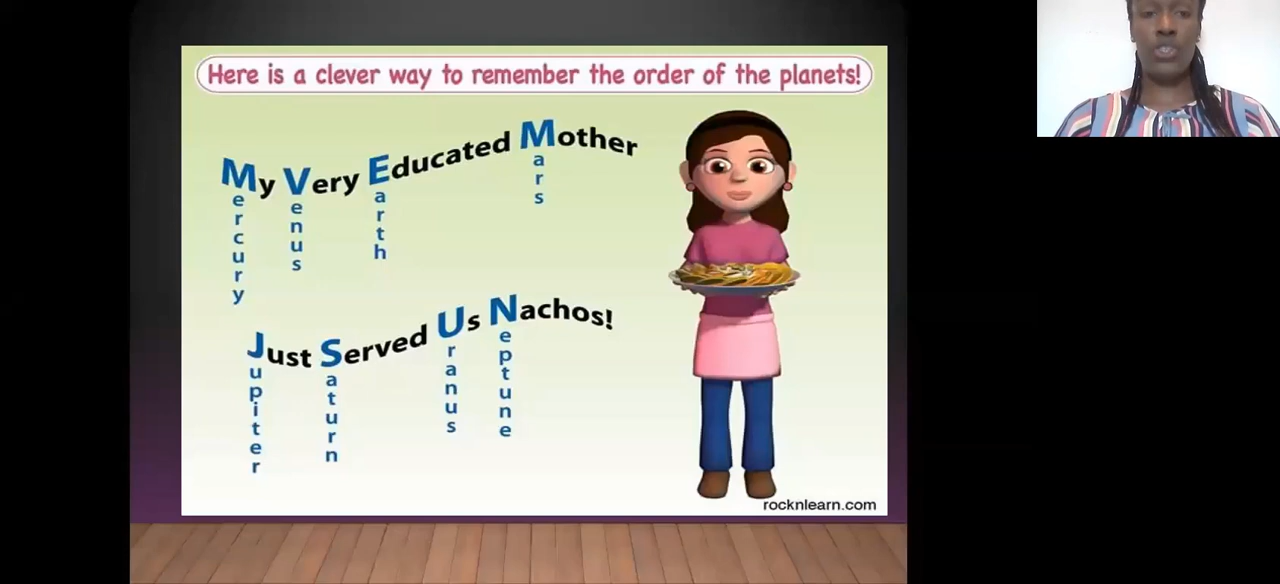 Here is a clever way to remember the order of the planets!
My Very Educated Mother
Mercury
Venus
Earth
Mars
Just Served Us Nachos!
Jupiter
Saturn
Uranus
Neptune
rocknlearn.com